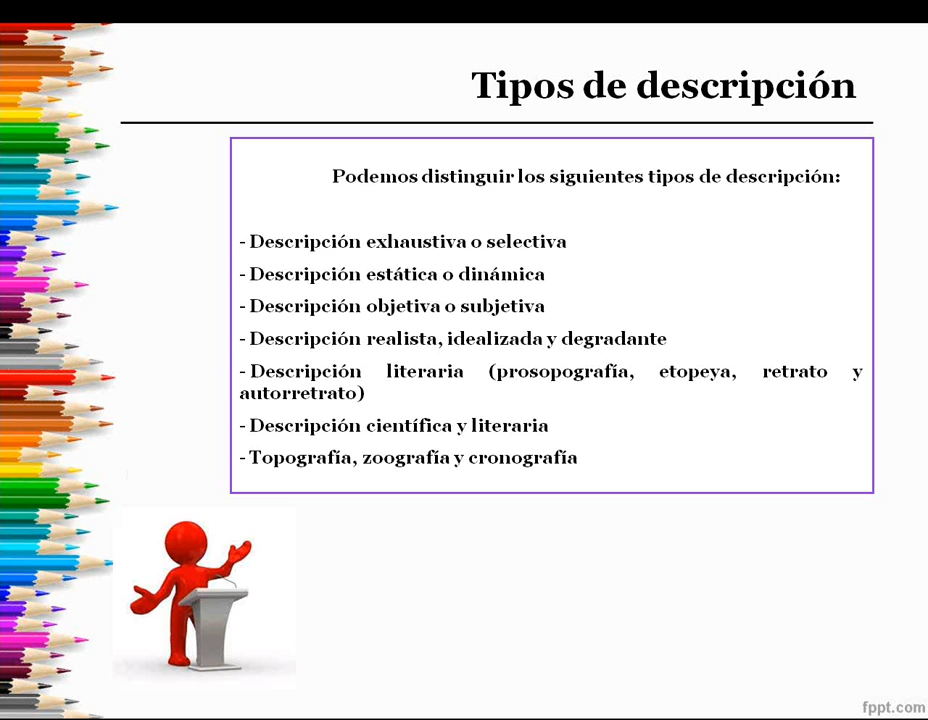 Tipos de descripción
Podemos distinguir los siguientes tipos de descripción:
- Descripción exhaustiva o selectiva
- Descripción estática o dinámica
- Descripción objetiva o subjetiva
- Descripción realista, idealizada y degradante
- Descripción literaria (prosopografía, etopeya, retrato y
autorretrato)
- Descripción científica y literaria
- Topografía, zoografía y cronografía
fppt.com